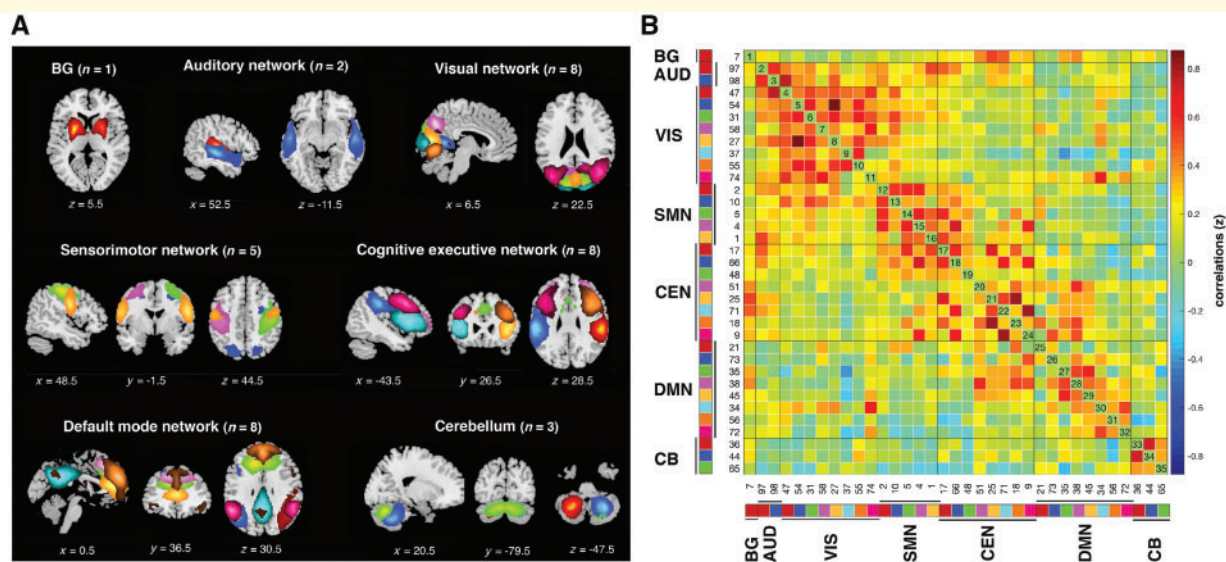 A
BG (n = 1)
Auditory network (n = 2)
Visual network (n = 8)
z = 5.5
x = 52.5
z = -11.5
x = 6.5
z = 22.5
Sensorimotor network (n = 5)
Cognitive executive network (n = 8)
x = 48.5
y = -1.5
z = 44.5
x = -43.5
y = 26.5
z = 28.5
Default mode network (n = 8)
Cerebellum (n = 3)
x = 0.5
y = 36.5
z = 30.5
x = 20.5
y = -79.5
z = -47.5
B
BG 7 1
AUD 97 2
98 3
47 4
54 5
31 6
VIS 58 7
27 8
37 9
55 10
74 11
2 12
10 13
SMN 5 14
4 15
1 16
17 17
66 18
48 19
CEN 51 20
25 21
71 22
18 23
9 24
21 25
73 26
35 27
DMN 38 28
45 29
34 30
56 31
72 32
36 33
CB 44 34
65 35
7 97 98 47 54 31 58 27 37 55 74 2 10 5 4 1 17 66 48 51 25 71 18 9 21 73 35 38 45 34 56 72 36 44 65
BG AUD VIS SMN CEN DMN CB
0.8
0.6
0.4
0.2
0
-0.2
-0.4
-0.6
-0.8
correlations (z)